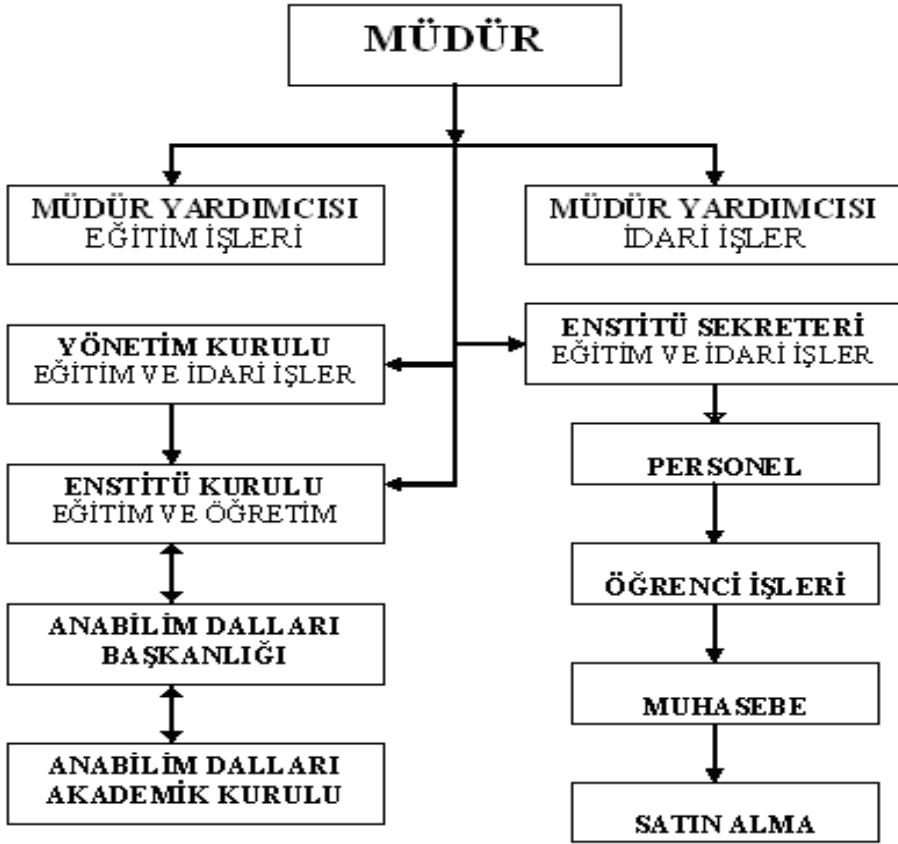 MÜDÜR
MÜDÜR YARDIMCISI
EĞİTİM İŞLERİ
MÜDÜR YARDIMCISI
İDARİ İŞLER
YÖNETİM KURULU
EĞİTİM VE İDARİ İŞLER
ENSTİTÜ SEKRETERİ
EĞİTİM VE İDARİ İŞLER
ENSTİTÜ KURULU
EĞİTİM VE ÖĞRETİM
PERSONEL
ÖĞRENCİ İŞLERİ
ANABİLİM DALLARI
BAŞKANLIĞI
MUHASEBE
ANABİLİM DALLARI
AKADEMİK KURULU
SATIN ALMA